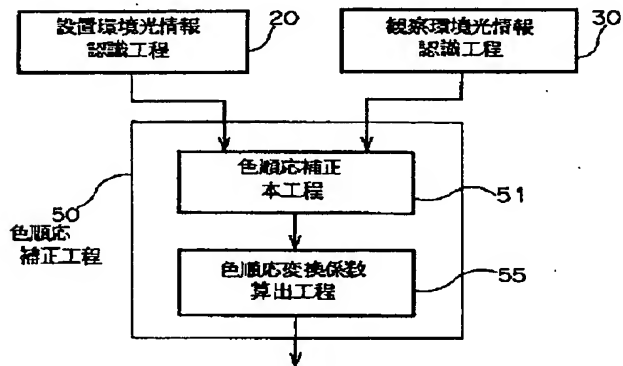 設置環境光情報
認識工程
20
観察環境光情報
認識工程
30
50
色順応
補正工程
色順応補正
本工程
51
色順応変換係数
算出工程
55